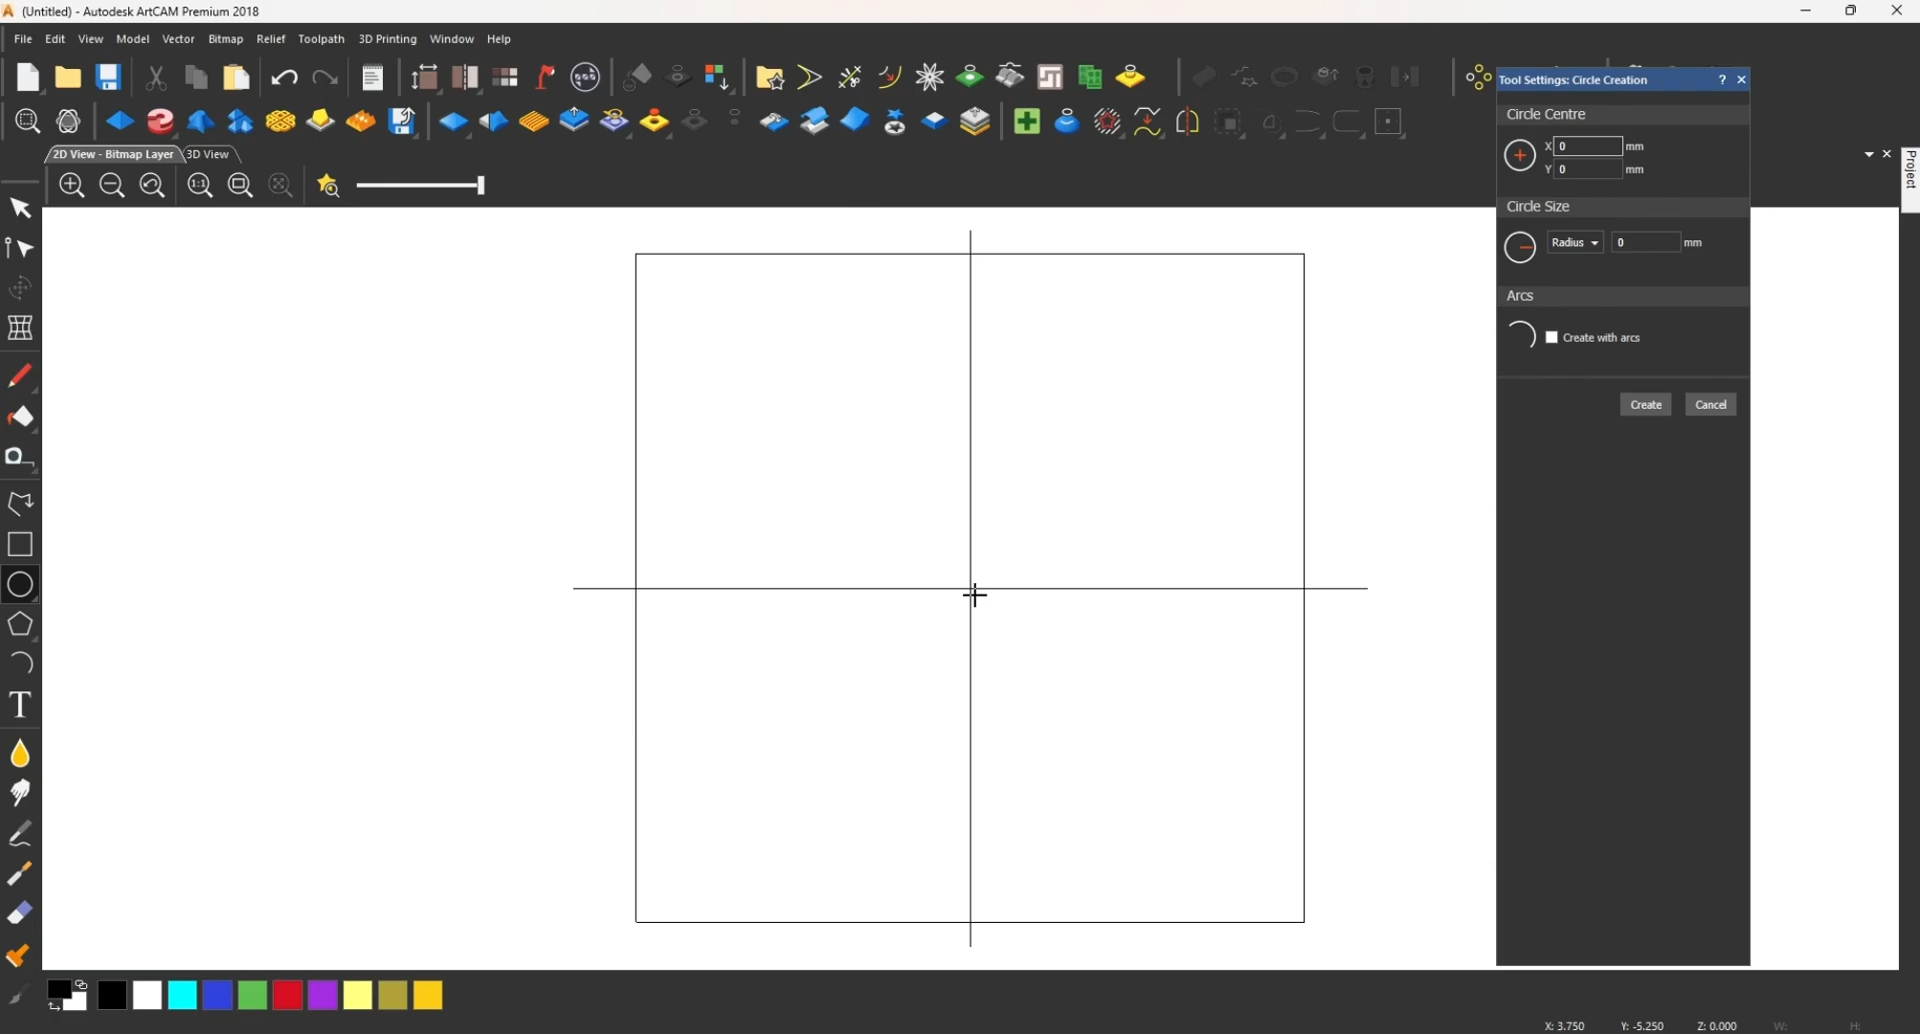 (Untitled) - Autodesk ArtCAM Premium 2018
File Edit View Model Vector Bitmap Relief Toolpath 3D Printing Window Help
Tool Settings: Circle Creation ? ×
Circle Centre
X 0 mm
Y 0 mm
Circle Size
Radius 0 mm
Arcs
Create with arcs
Create Cancel
2D View - Bitmap Layer 3D View
Project
1:1
T
X: 3.750 Y: -5.250 Z: 0.000 W: H: